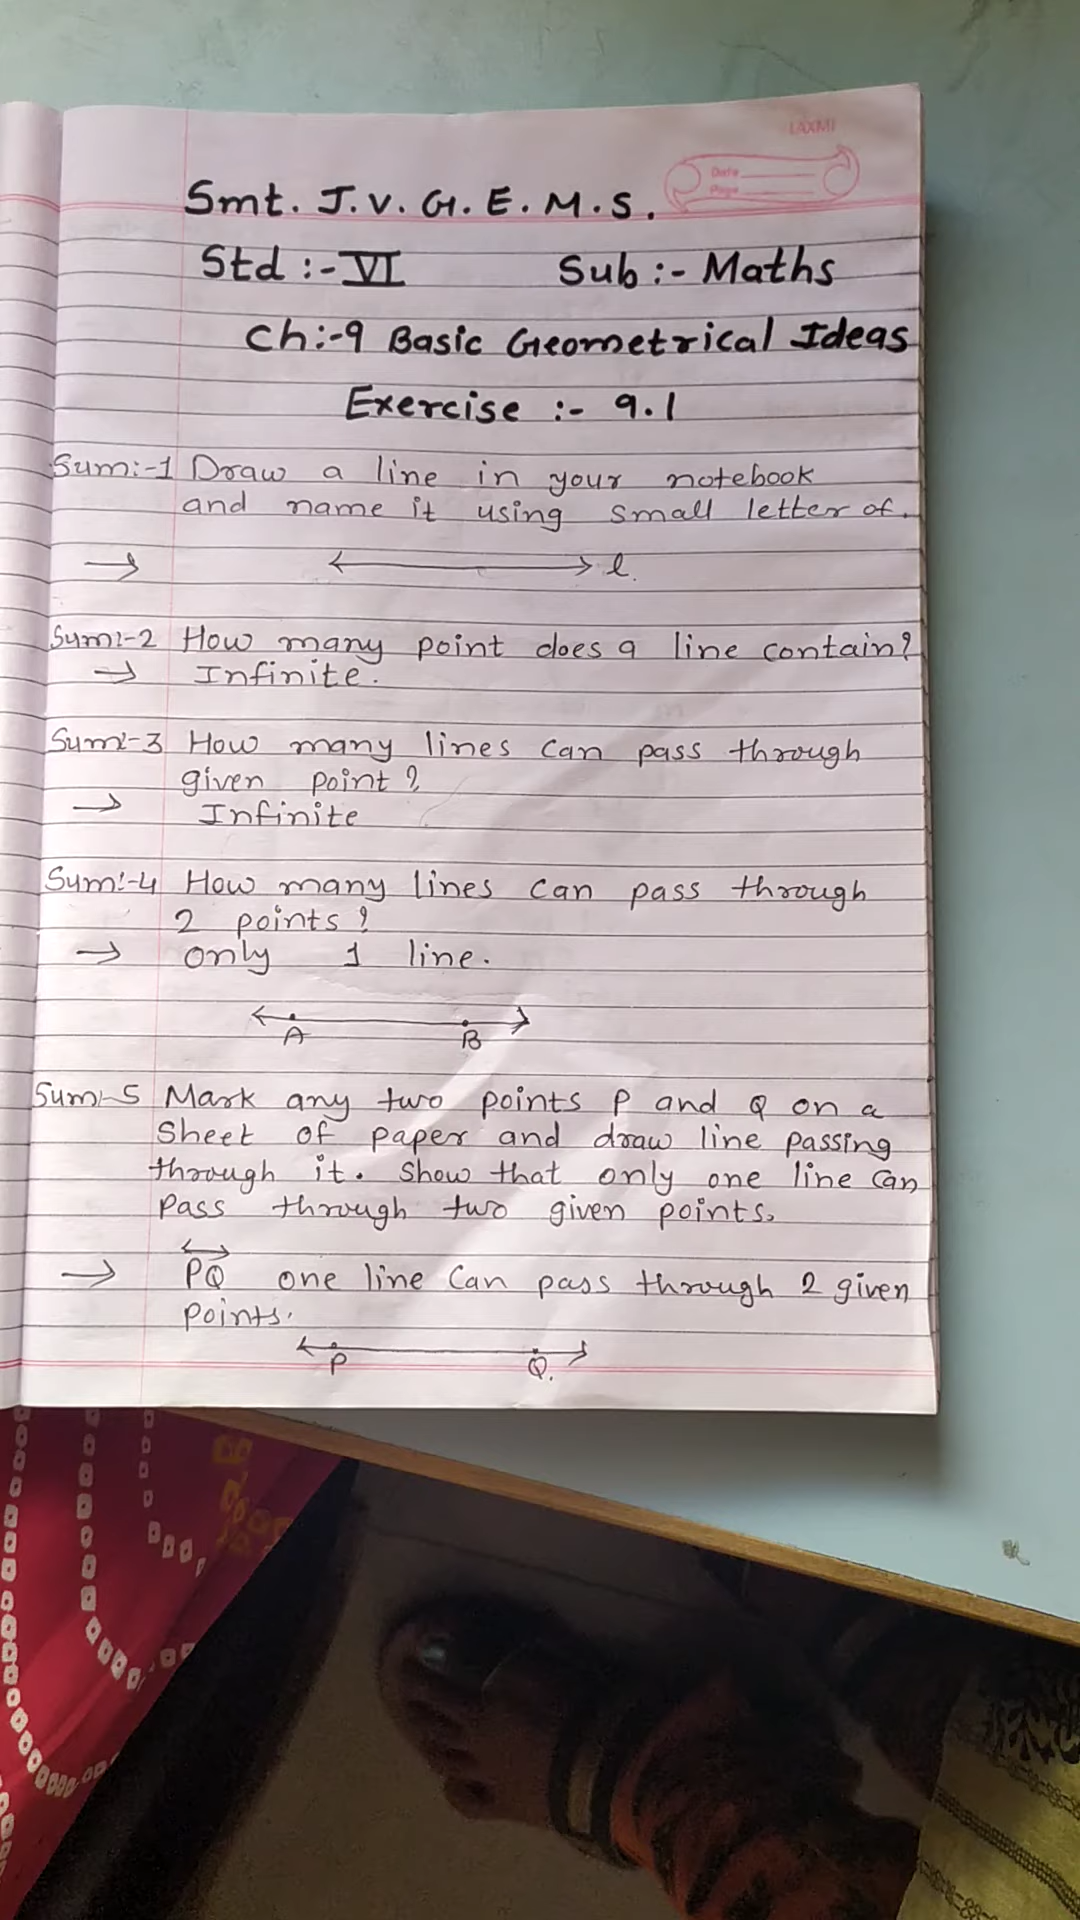 LAXMI
Date
Page
Smt. J.V.G.E.M.S.
Std :- VI Sub :- Maths
Ch:-9 Basic Geometrical Ideas
Exercise :- 9.1
Sum:-1 Draw a line in your notebook
and name it using small letter of.
→ l.
Sum:-2 How many point does a line contain?
→ Infinite.
Sum:-3 How many lines can pass through
given point?
→ Infinite
Sum:-4 How many lines can pass through
2 points?
→ only 1 line.
A B
Sum:-5 Mark any two points P and Q on a
Sheet of paper and draw line passing
through it. Show that only one line can
pass through two given points.
→ PQ one line can pass through 2 given
points.
P Q.